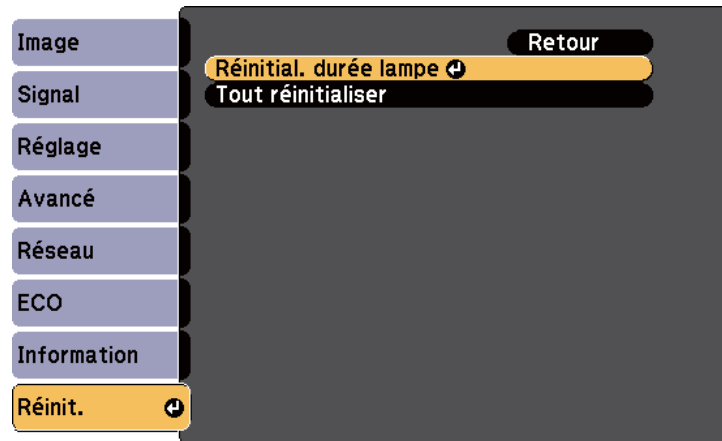 Image
Signal
Réglage
Avancé
Réseau
ECO
Information
Réinit.
Retour
Réinitial. durée lampe
Tout réinitialiser